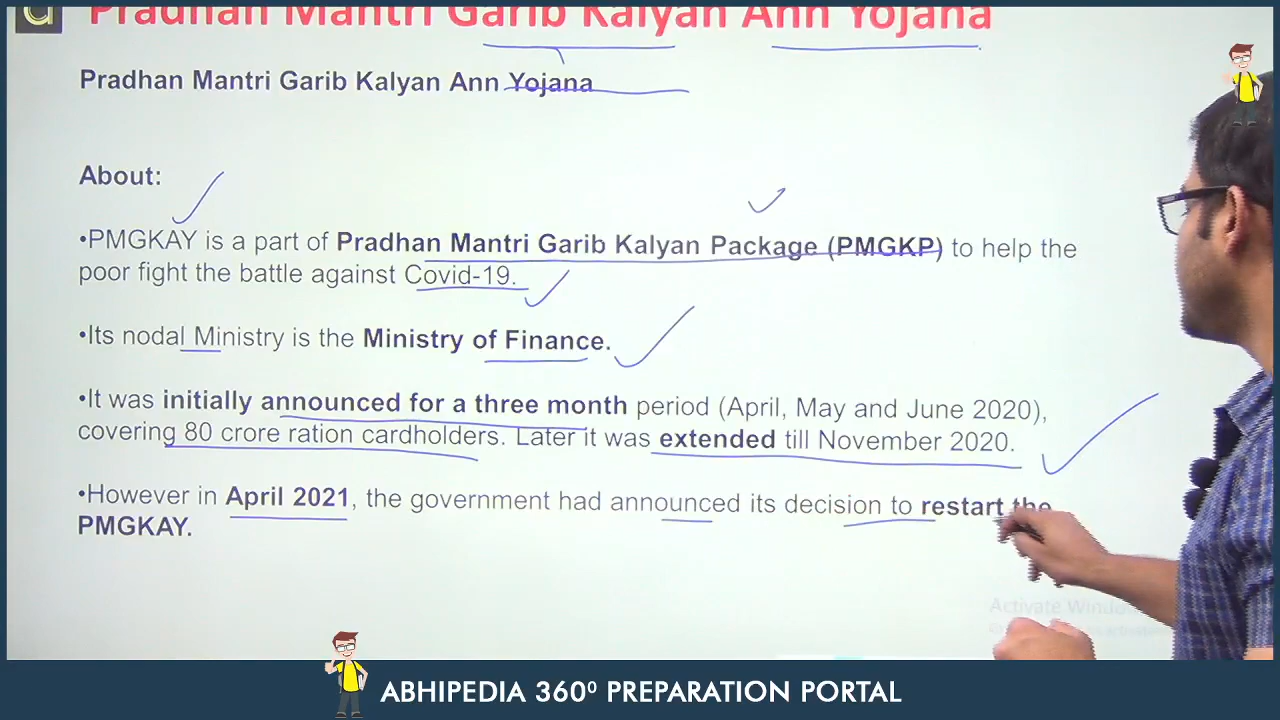 Pradhan Mantri Garib Kalyan Ann Yojana
Pradhan Mantri Garib Kalyan Ann Yojana
About:
•PMGKAY is a part of Pradhan Mantri Garib Kalyan Package (PMGKP) to help the
poor fight the battle against Covid-19.
•Its nodal Ministry is the Ministry of Finance.
•It was initially announced for a three month period (April, May and June 2020),
covering 80 crore ration cardholders. Later it was extended till November 2020.
•However in April 2021, the government had announced its decision to restart the
PMGKAY.
Activate
ABHIPEDIA 360⁰ PREPARATION PORTAL